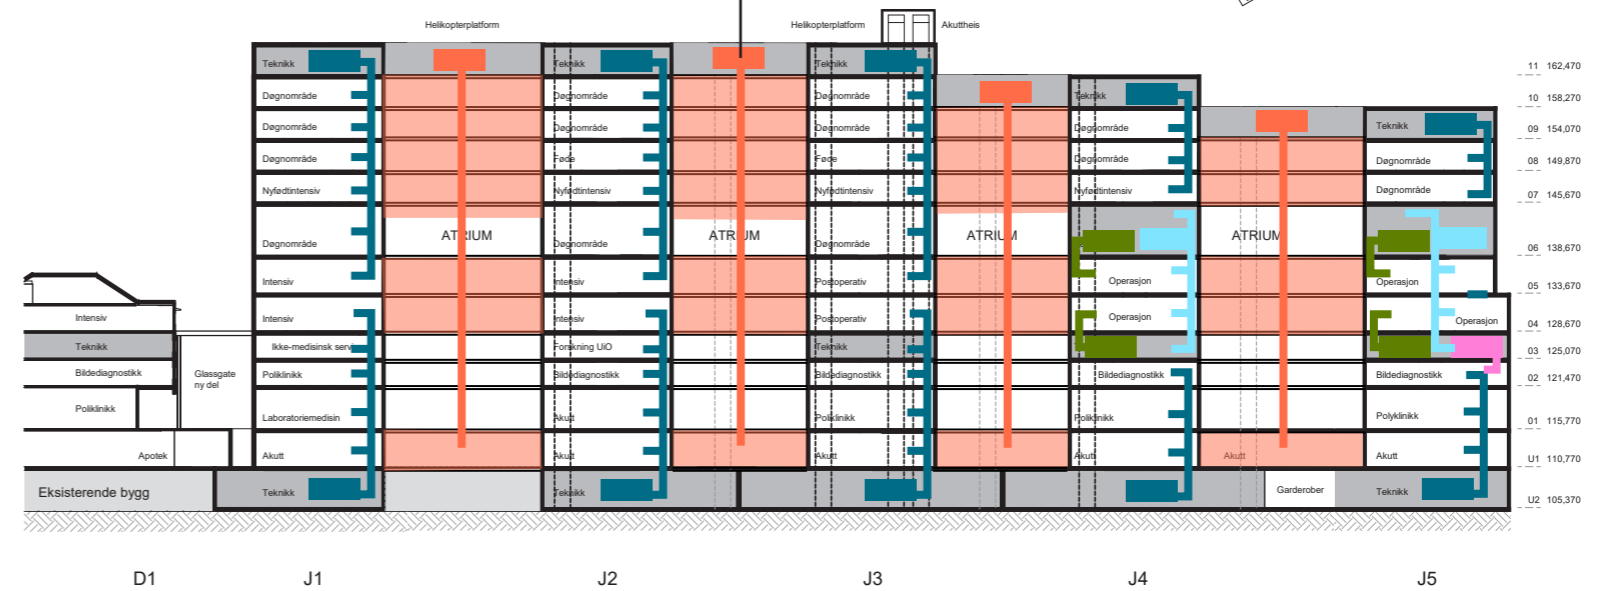 Helikopterplatform
Helikopterplatform
Akuttheis
Teknikk
Teknikk
Teknikk
11 162,470
Døgnområde
Døgnområde
Døgnområde
Teknikk
10 158,270
Døgnområde
Døgnområde
Døgnområde
Døgnområde
Teknikk
09 154,070
Døgnområde
Føde
Føde
Døgnområde
Døgnområde
08 149,870
Nyfødtintensiv
Nyfødtintensiv
Nyfødtintensiv
Nyfødtintensiv
Døgnområde
07 145,670
Døgnområde
ATRIUM
Døgnområde
ATRIUM
Døgnområde
ATRIUM
ATRIUM
06 138,670
Intensiv
Intensiv
Postoperativ
Operasjon
Operasjon
05 133,670
Intensiv
Intensiv
Intensiv
Postoperativ
Operasjon
Operasjon
04 128,670
Teknikk
Ikke-medisinsk serv
Forskning UiO
Teknikk
03 125,070
Bildediagnostikk
Glassgate
ny del
Poliklinikk
Bildediagnostikk
Bildediagnostikk
Bildediagnostikk
Bildediagnostikk
02 121,470
Poliklinikk
Laboratoriemedisin
Akutt
Poliklinikk
Poliklinikk
Polyklinikk
01 115,770
Apotek
Akutt
Akutt
Akutt
Akutt
Akutt
Akutt
U1 110,770
Eksisterende bygg
Teknikk
Teknikk
Garderober
Teknikk
U2 105,370
D1
J1
J2
J3
J4
J5